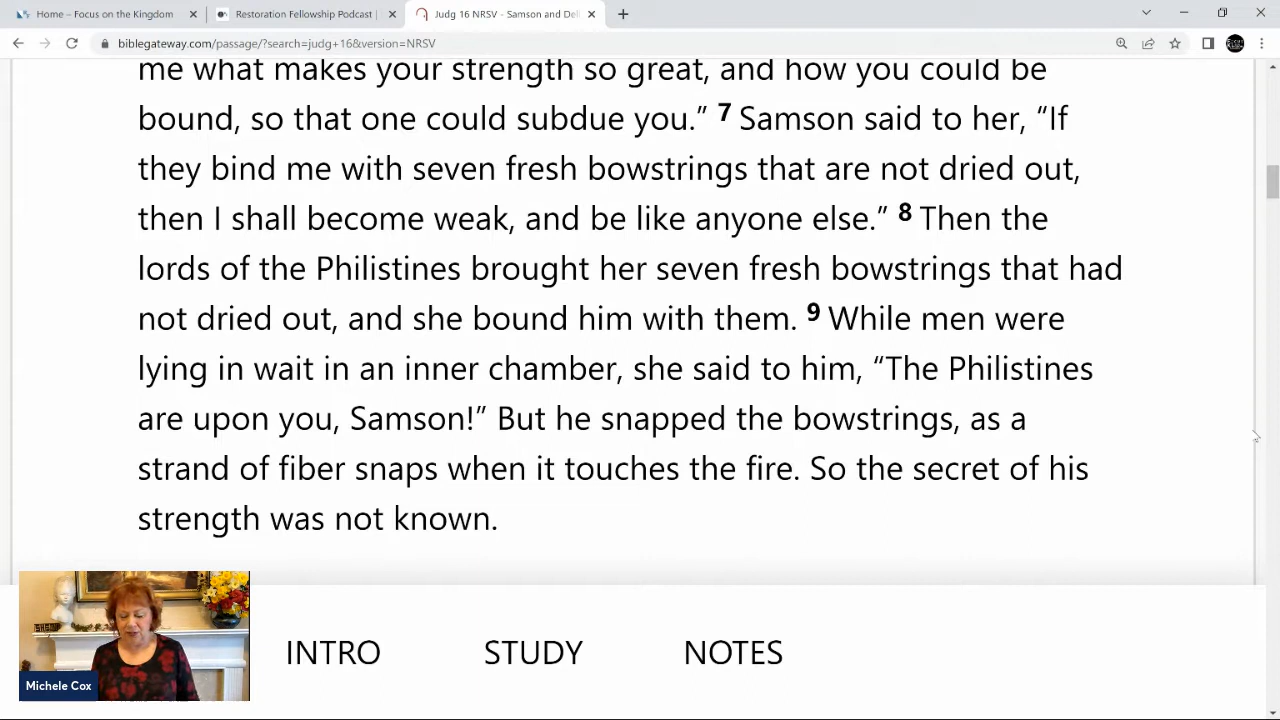 Home – Focus on the Kingdom
Restoration Fellowship Podcast |
Judg 16 NRSV - Samson and Deli
biblegateway.com/passage/?search=judg+16&version=NRSV
me what makes your strength so great, and how you could be
bound, so that one could subdue you.” 7 Samson said to her, “If
they bind me with seven fresh bowstrings that are not dried out,
then I shall become weak, and be like anyone else.” 8 Then the
lords of the Philistines brought her seven fresh bowstrings that had
not dried out, and she bound him with them. 9 While men were
lying in wait in an inner chamber, she said to him, “The Philistines
are upon you, Samson!” But he snapped the bowstrings, as a
strand of fiber snaps when it touches the fire. So the secret of his
strength was not known.
INTRO STUDY NOTES
Michele Cox